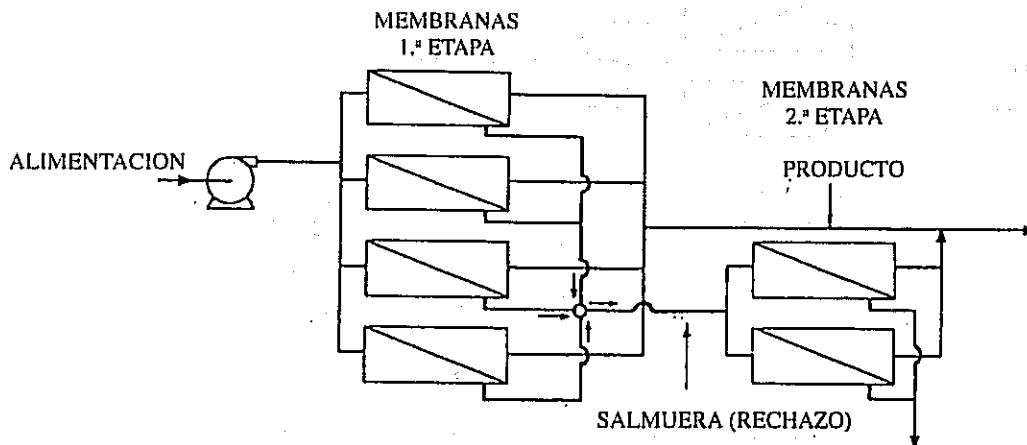 MEMBRANAS
1.ª ETAPA
MEMBRANAS
2.ª ETAPA
ALIMENTACION
PRODUCTO
SALMUERA (RECHAZO)